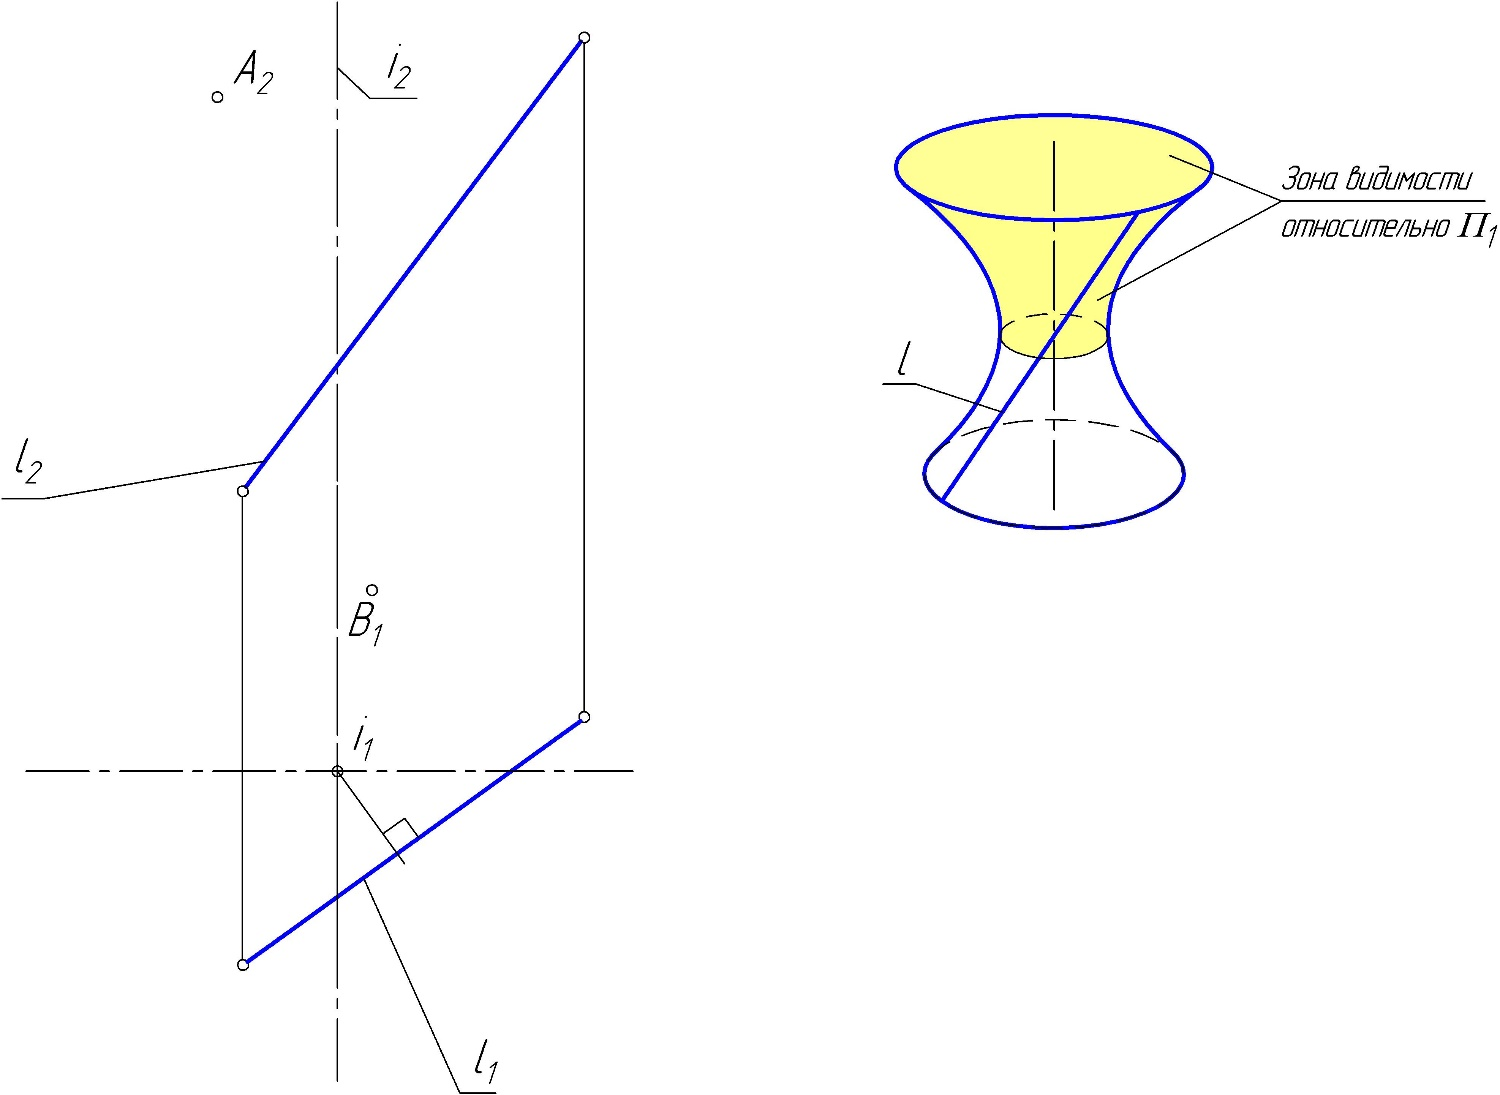 A₂
i₂
l₂
B₁
i₁
l₁
Зона видимости
относительно П₁
l